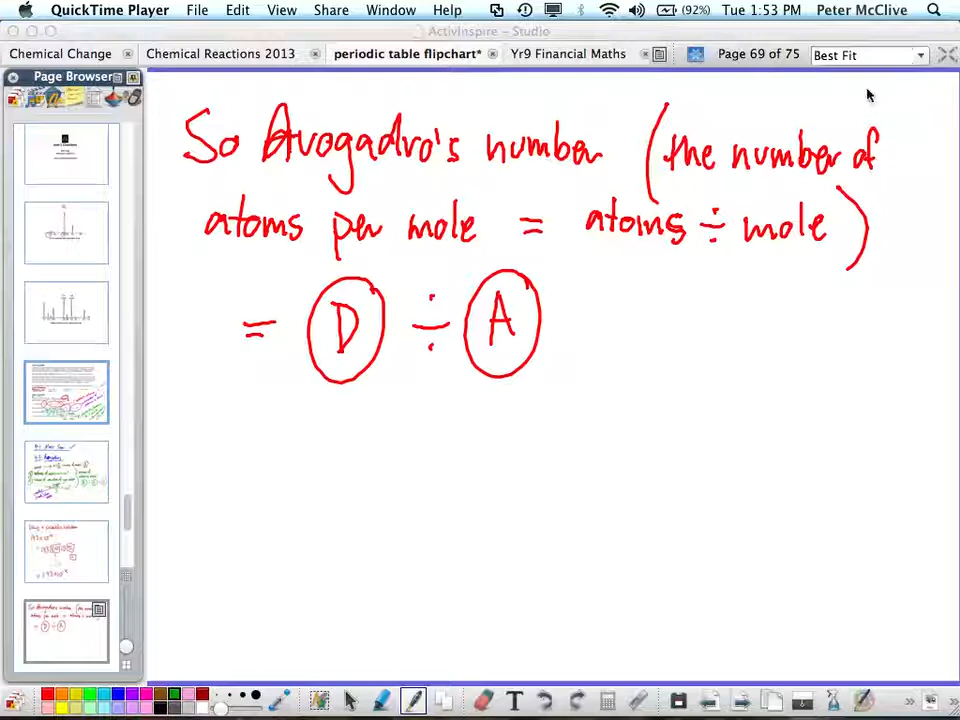 QuickTime Player File Edit View Share Window Help (92%) Tue 1:53 PM Peter McClive
ActivInspire - Studio
Chemical Change Chemical Reactions 2013 periodic table flipchart* Yr9 Financial Maths Page 69 of 75 Best Fit
Page Browser
So Avogadro's number (the number of
atoms per mole = atoms ÷ mole)
= D ÷ A